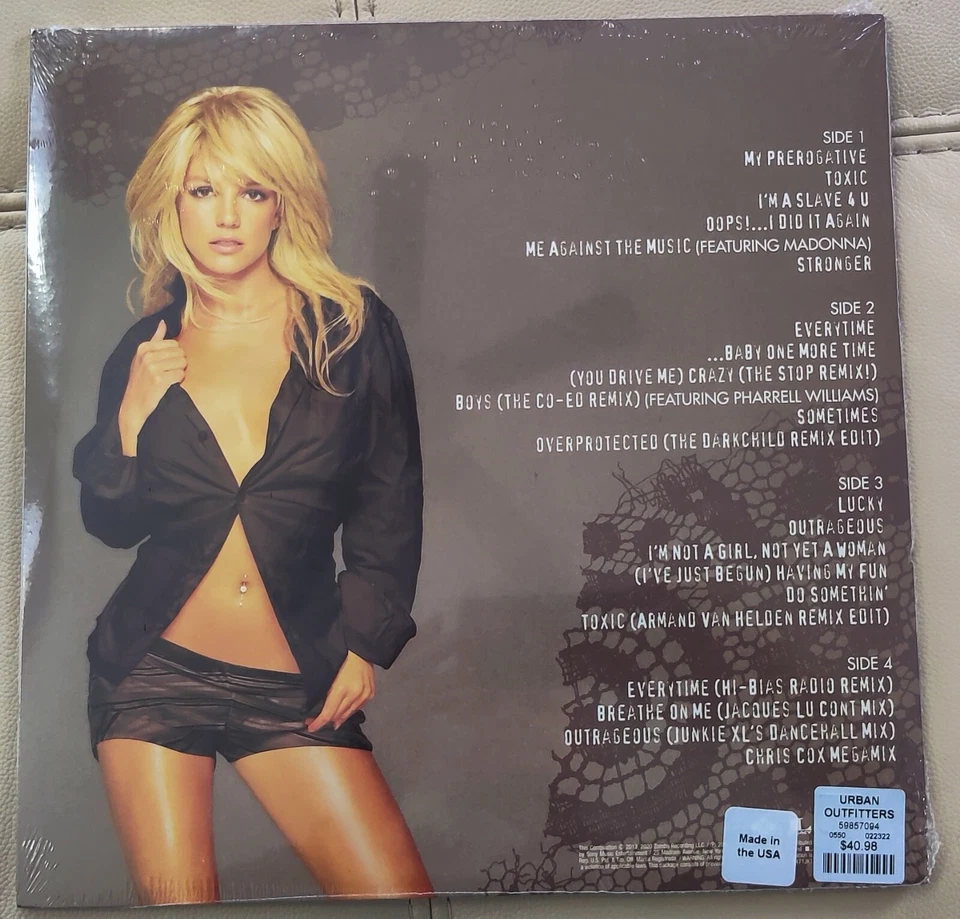 SIDE 1
MY PREROGATIVE
TOXIC
I'M A SLAVE 4 U
OOPS!...I DID IT AGAIN
ME AGAINST THE MUSIC (FEATURING MADONNA)
STRONGER
SIDE 2
EVERYTIME
...BABY ONE MORE TIME
(YOU DRIVE ME) CRAZY (THE STOP REMIX!)
BOYS (THE CO-ED REMIX) (FEATURING PHARRELL WILLIAMS)
SOMETIMES
OVERPROTECTED (THE DARKCHILD REMIX EDIT)
SIDE 3
LUCKY
OUTRAGEOUS
I'M NOT A GIRL, NOT YET A WOMAN
(I'VE JUST BEGUN) HAVING MY FUN
DO SOMETHIN'
TOXIC (ARMAND VAN HELDEN REMIX EDIT)
SIDE 4
EVERYTIME (HI-BIAS RADIO REMIX)
BREATHE ON ME (JACQUES LU CONT MIX)
OUTRAGEOUS (JUNKIE XL'S DANCEHALL MIX)
CHRIS COX MEGAMIX
Made in
the USA
URBAN
OUTFITTERS
59857094
0550 022322
$40.98